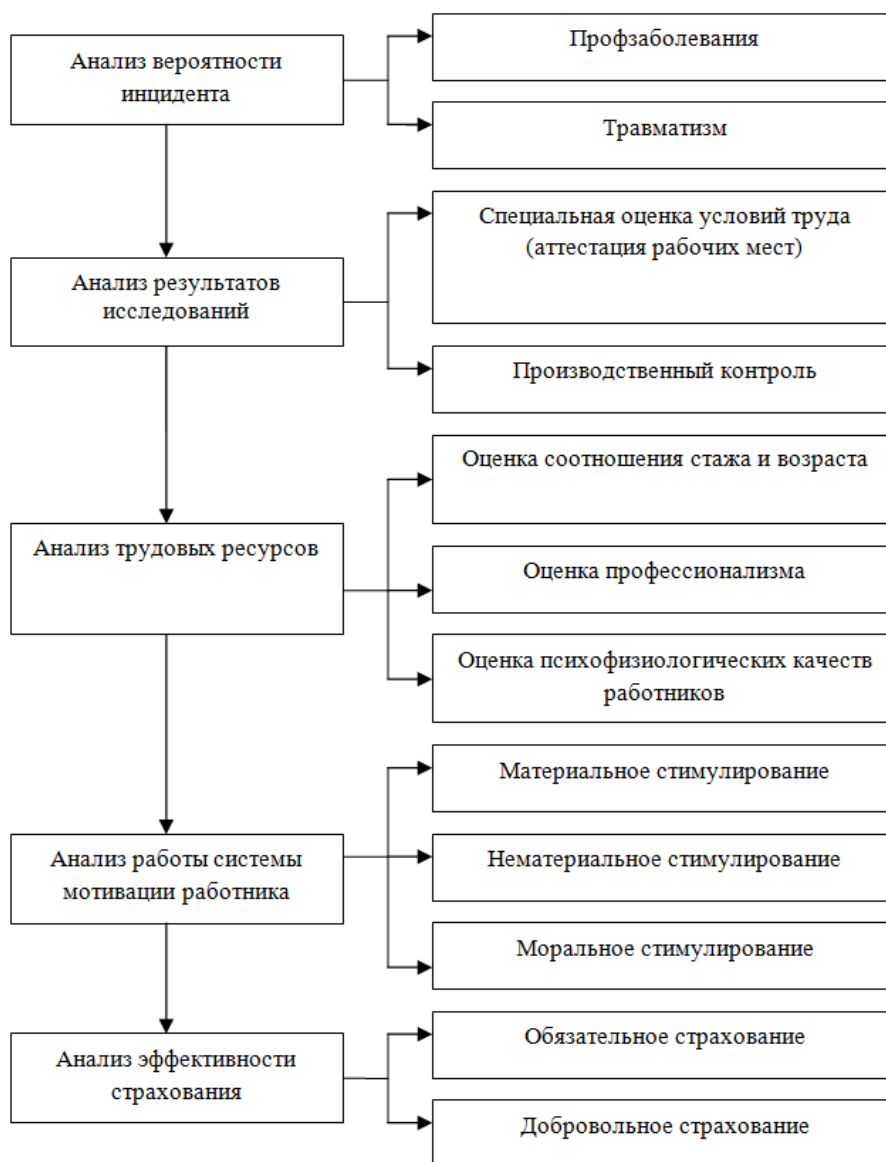 Анализ вероятности
инцидента
Профзаболевания
Травматизм
Анализ результатов
исследований
Специальная оценка условий труда
(аттестация рабочих мест)
Производственный контроль
Анализ трудовых ресурсов
Оценка соотношения стажа и возраста
Оценка профессионализма
Оценка психофизиологических качеств
работников
Анализ работы системы
мотивации работника
Материальное стимулирование
Нематериальное стимулирование
Моральное стимулирование
Анализ эффективности
страхования
Обязательное страхование
Добровольное страхование